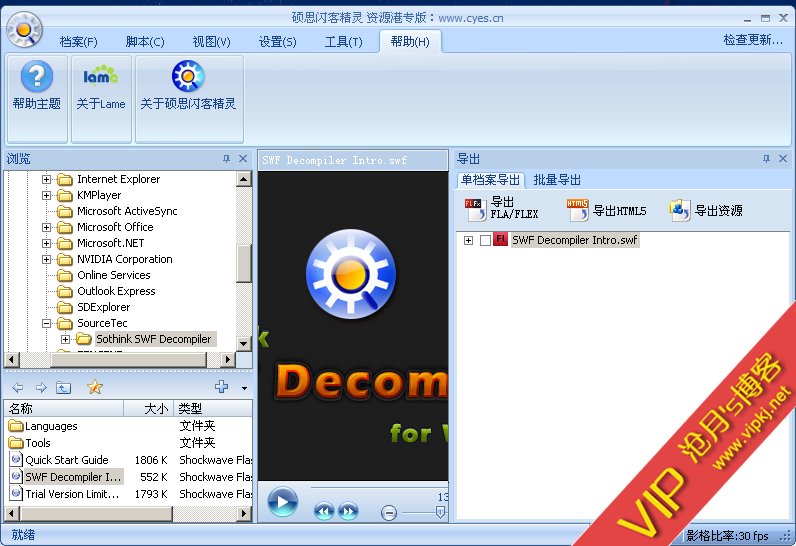 硕思闪客精灵 资源港专版：www.cyes.cn
档案(F) 脚本(C) 视图(V) 设置(S) 工具(T) 帮助(H) 检查更新...
lame
帮助主题 关于Lame 关于硕思闪客精灵
浏览
Internet Explorer
KMPlayer
Microsoft ActiveSync
Microsoft Office
Microsoft.NET
NVIDIA Corporation
Online Services
Outlook Express
SDExplorer
SourceTec
Sothink SWF Decompiler
名称 大小 类型
Languages 文件夹
Tools 文件夹
Quick Start Guide 1806 K Shockwave Flas
SWF Decompiler I... 552 K Shockwave Flas
Trial Version Limit... 1793 K Shockwave Flas
SWF Decompiler Intro.swf
k
Decom
for
13
导出
单档案导出 批量导出
导出
FLA/FLEX
HTML5
导出HTML5
导出资源
FL SWF Decompiler Intro.swf
VIP 沧月's博客
www.vipkj.net
就绪
影格比率:30 fps